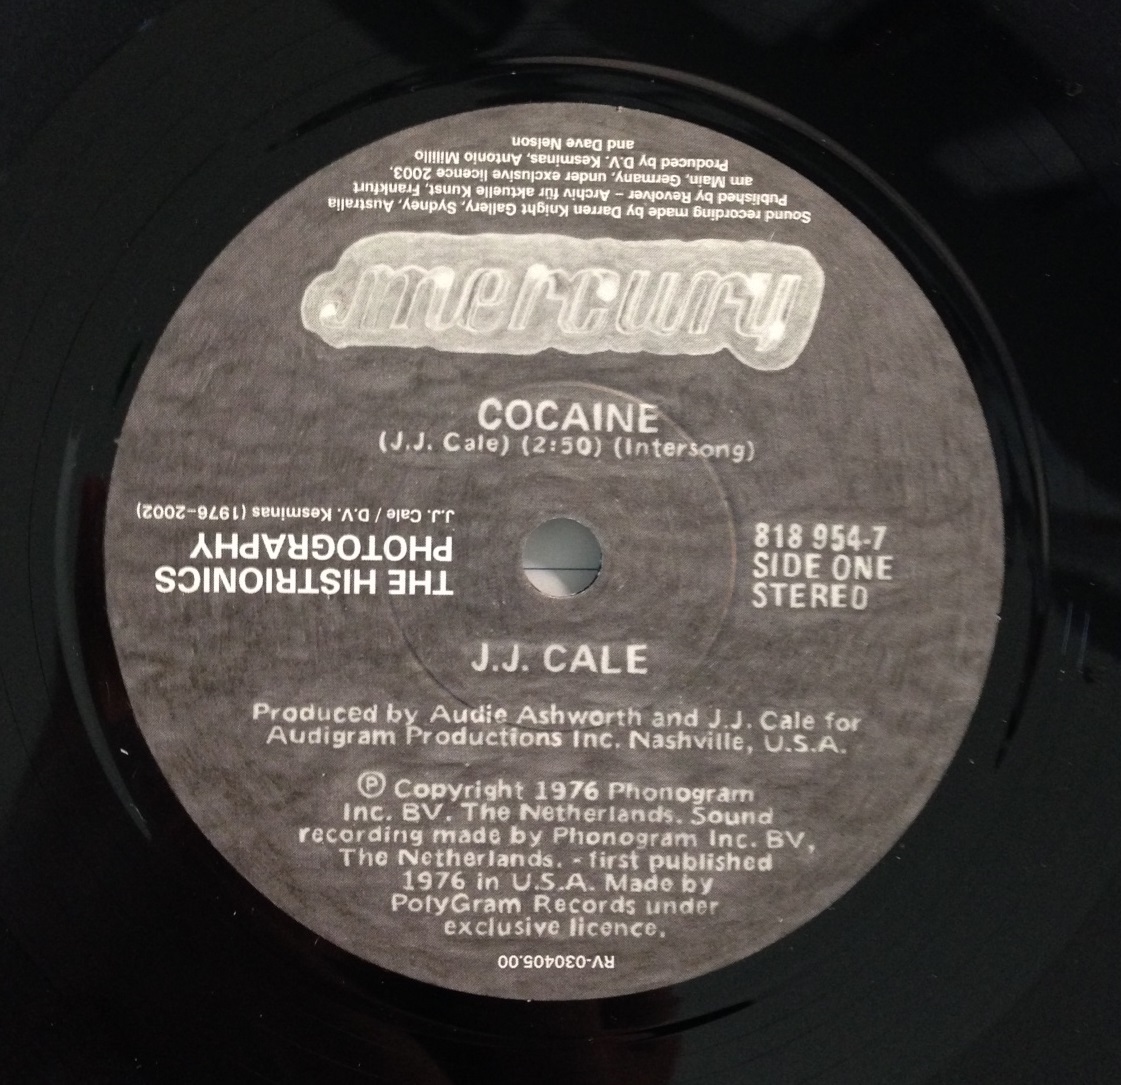 mercury
COCAINE
(J.J. Cale) (2:50) (Intersong)
818 954-7
SIDE ONE
STEREO
J.J. CALE
Produced by Audie Ashworth and J.J. Cale for
Audigram Productions Inc. Nashville, U.S.A.
Ⓟ Copyright 1976 Phonogram
Inc. BV. The Netherlands. Sound
recording made by Phonogram Inc. BV,
The Netherlands. - first published
1976 in U.S.A. Made by
PolyGram Records under
exclusive licence.
RV-030405.00
THE HISTRIONICS
PHOTOGRAPHY
J.J. Cale / D.V. Kesminas (1976–2002)
Sound recording made by Darren Knight Gallery, Sydney, Australia
Published by Revolver – Archiv für aktuelle Kunst, Frankfurt
am Main, Germany, under exclusive licence 2003.
Produced by D.V. Kesminas, Antonio Milillio
and Dave Nelson